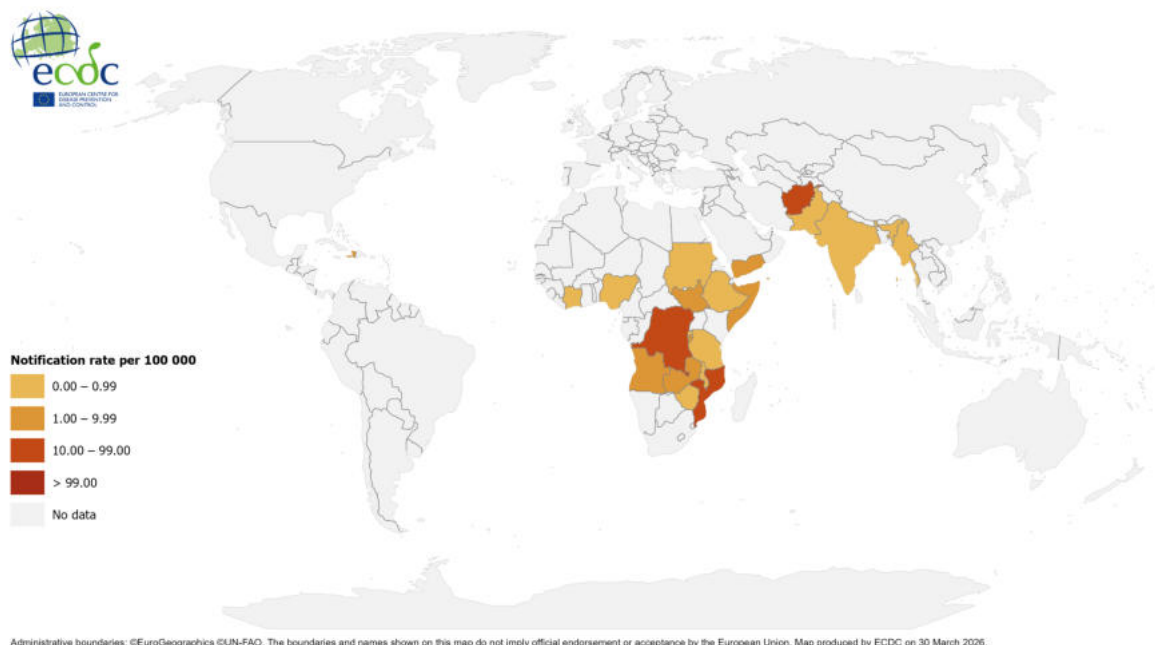 ecdc
EUROPEAN CENTRE FOR
DISEASE PREVENTION
AND CONTROL
Notification rate per 100 000
0.00 – 0.99
1.00 – 9.99
10.00 – 99.00
> 99.00
No data
Administrative boundaries: ©EuroGeographics ©UN-FAO. The boundaries and names shown on this map do not imply official endorsement or acceptance by the European Union. Map produced by ECDC on 30 March 2026.